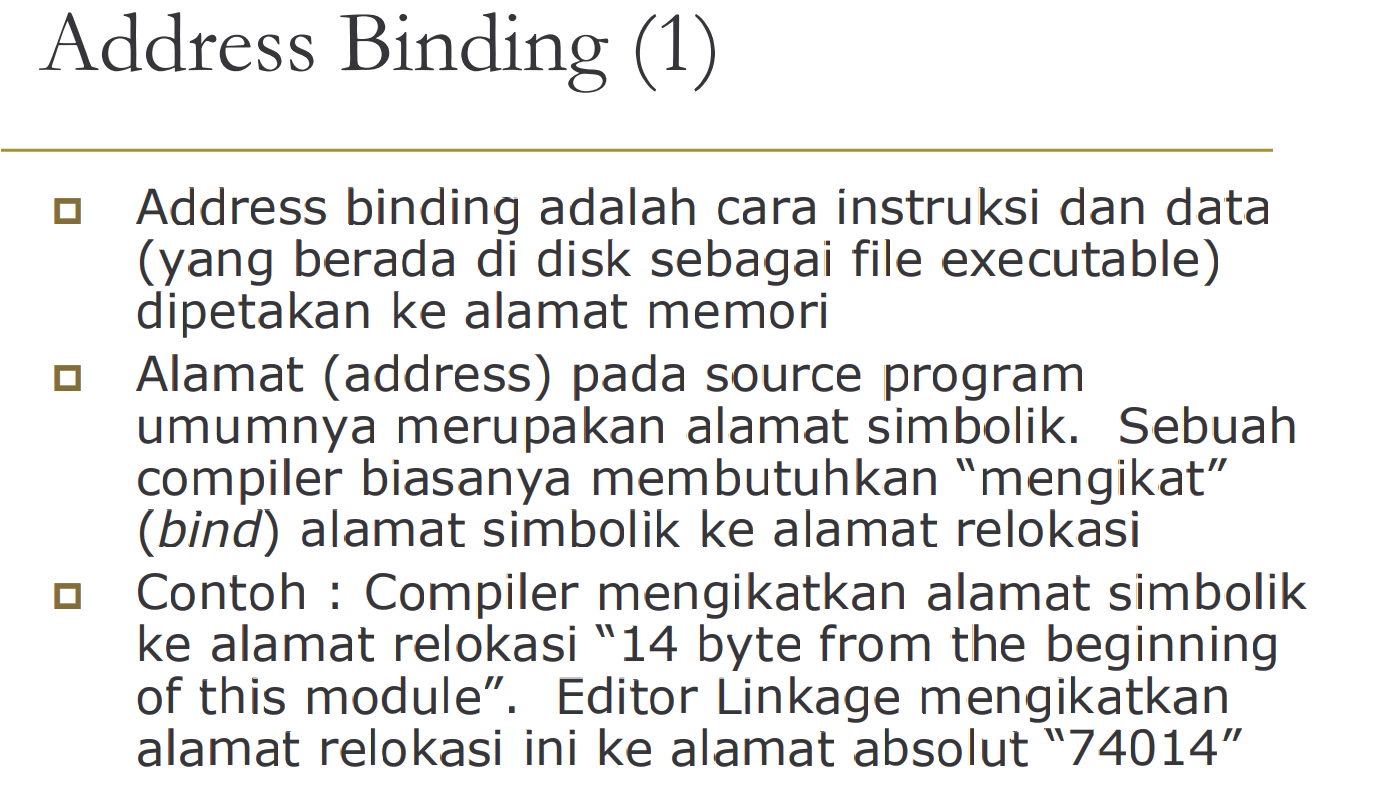 Address Binding (1)
Address binding adalah cara instruksi dan data
(yang berada di disk sebagai file executable)
dipetakan ke alamat memori
Alamat (address) pada source program
umumnya merupakan alamat simbolik.  Sebuah
compiler biasanya membutuhkan “mengikat”
(bind) alamat simbolik ke alamat relokasi
Contoh : Compiler mengikatkan alamat simbolik
ke alamat relokasi “14 byte from the beginning
of this module”.  Editor Linkage mengikatkan
alamat relokasi ini ke alamat absolut “74014”